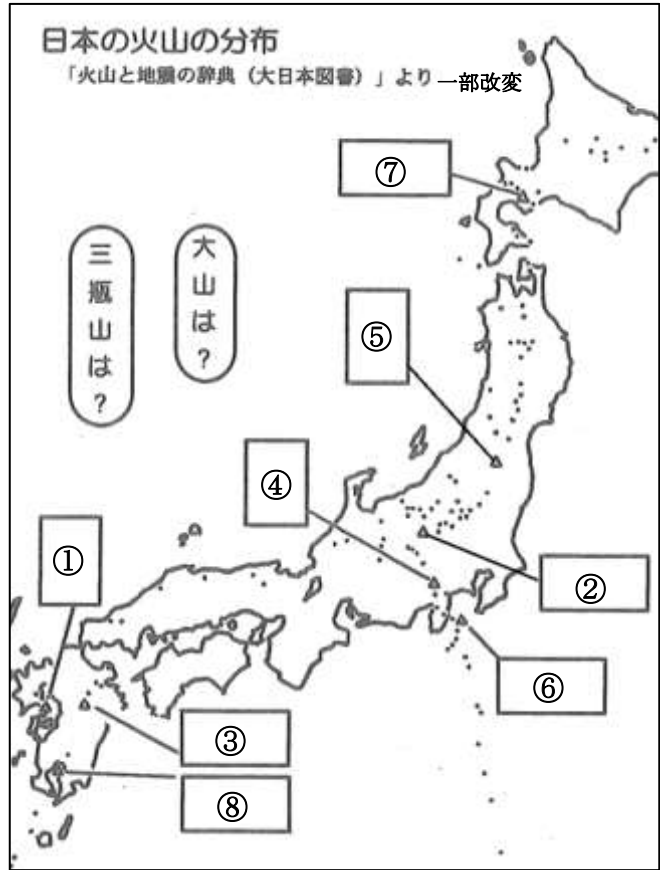 日本の火山の分布
「火山と地震の辞典（大日本図書）」より 一部改変
⑦
大山は？
三瓶山は？
⑤
④
①
②
⑥
③
⑧